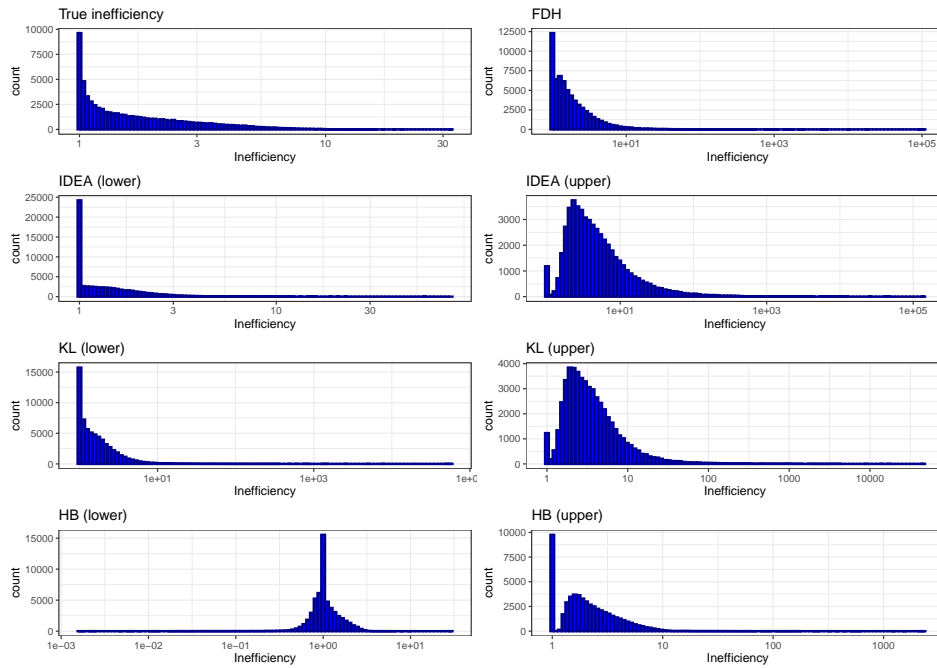 True inefficiency
10000
7500
5000
2500
0
count
1
3
10
30
Inefficiency
FDH
12500
10000
7500
5000
2500
0
count
1e+01
1e+03
1e+05
Inefficiency
IDEA (lower)
25000
20000
15000
10000
5000
0
count
1
3
10
30
Inefficiency
IDEA (upper)
3000
2000
1000
0
count
1e+01
1e+03
1e+05
Inefficiency
KL (lower)
15000
10000
5000
0
count
1e+01
1e+03
Inefficiency
KL (upper)
4000
3000
2000
1000
0
count
1
10
100
1000
10000
Inefficiency
HB (lower)
15000
10000
5000
0
count
1e−03
1e−02
1e−01
1e+00
1e+01
Inefficiency
HB (upper)
10000
7500
5000
2500
0
count
1
10
100
1000
Inefficiency